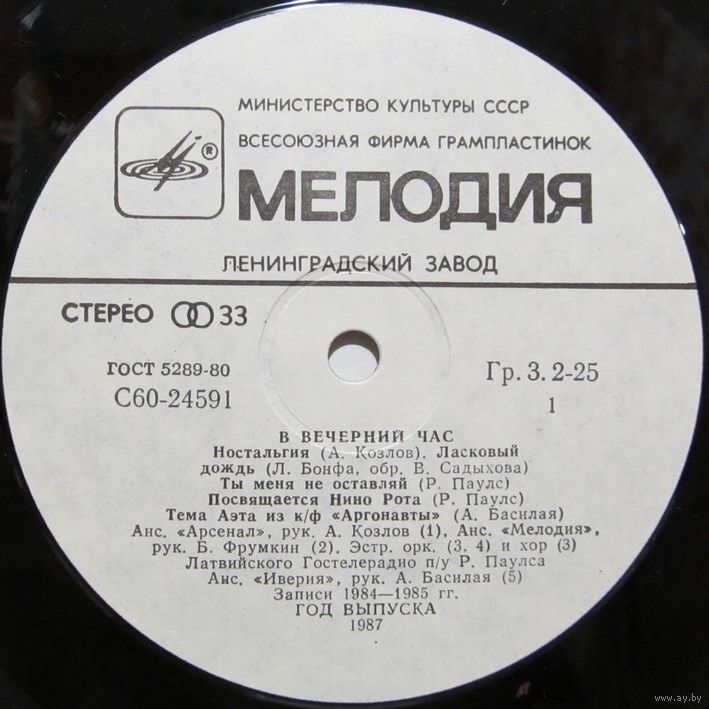 МИНИСТЕРСТВО КУЛЬТУРЫ СССР
ВСЕСОЮЗНАЯ ФИРМА ГРАМПЛАСТИНОК
®
МЕЛОДИЯ
ЛЕНИНГРАДСКИЙ ЗАВОД
СТЕРЕО 33
ГОСТ 5289-80
Гр. 3. 2-25
С60-24591
1
В ВЕЧЕРНИЙ ЧАС
Ностальгия (А. Козлов). Ласковый
дождь (Л. Бонфа, обр. В. Садыхова)
Ты меня не оставляй (Р. Паулс)
Посвящается Нино Рота (Р. Паулс)
Тема Аэта из к/ф «Аргонавты» (А. Басилая)
Анс. «Арсенал», рук. А. Козлов (1), Анс. «Мелодия»,
рук. Б. Фрумкин (2). Эстр. орк. (3, 4) и хор (3)
Латвийского Гостелерадио п/у Р. Паулса
Анс. «Иверия», рук. А. Басилая (5)
Записи 1984—1985 гг.
ГОД ВЫПУСКА
1987
www.ay.by